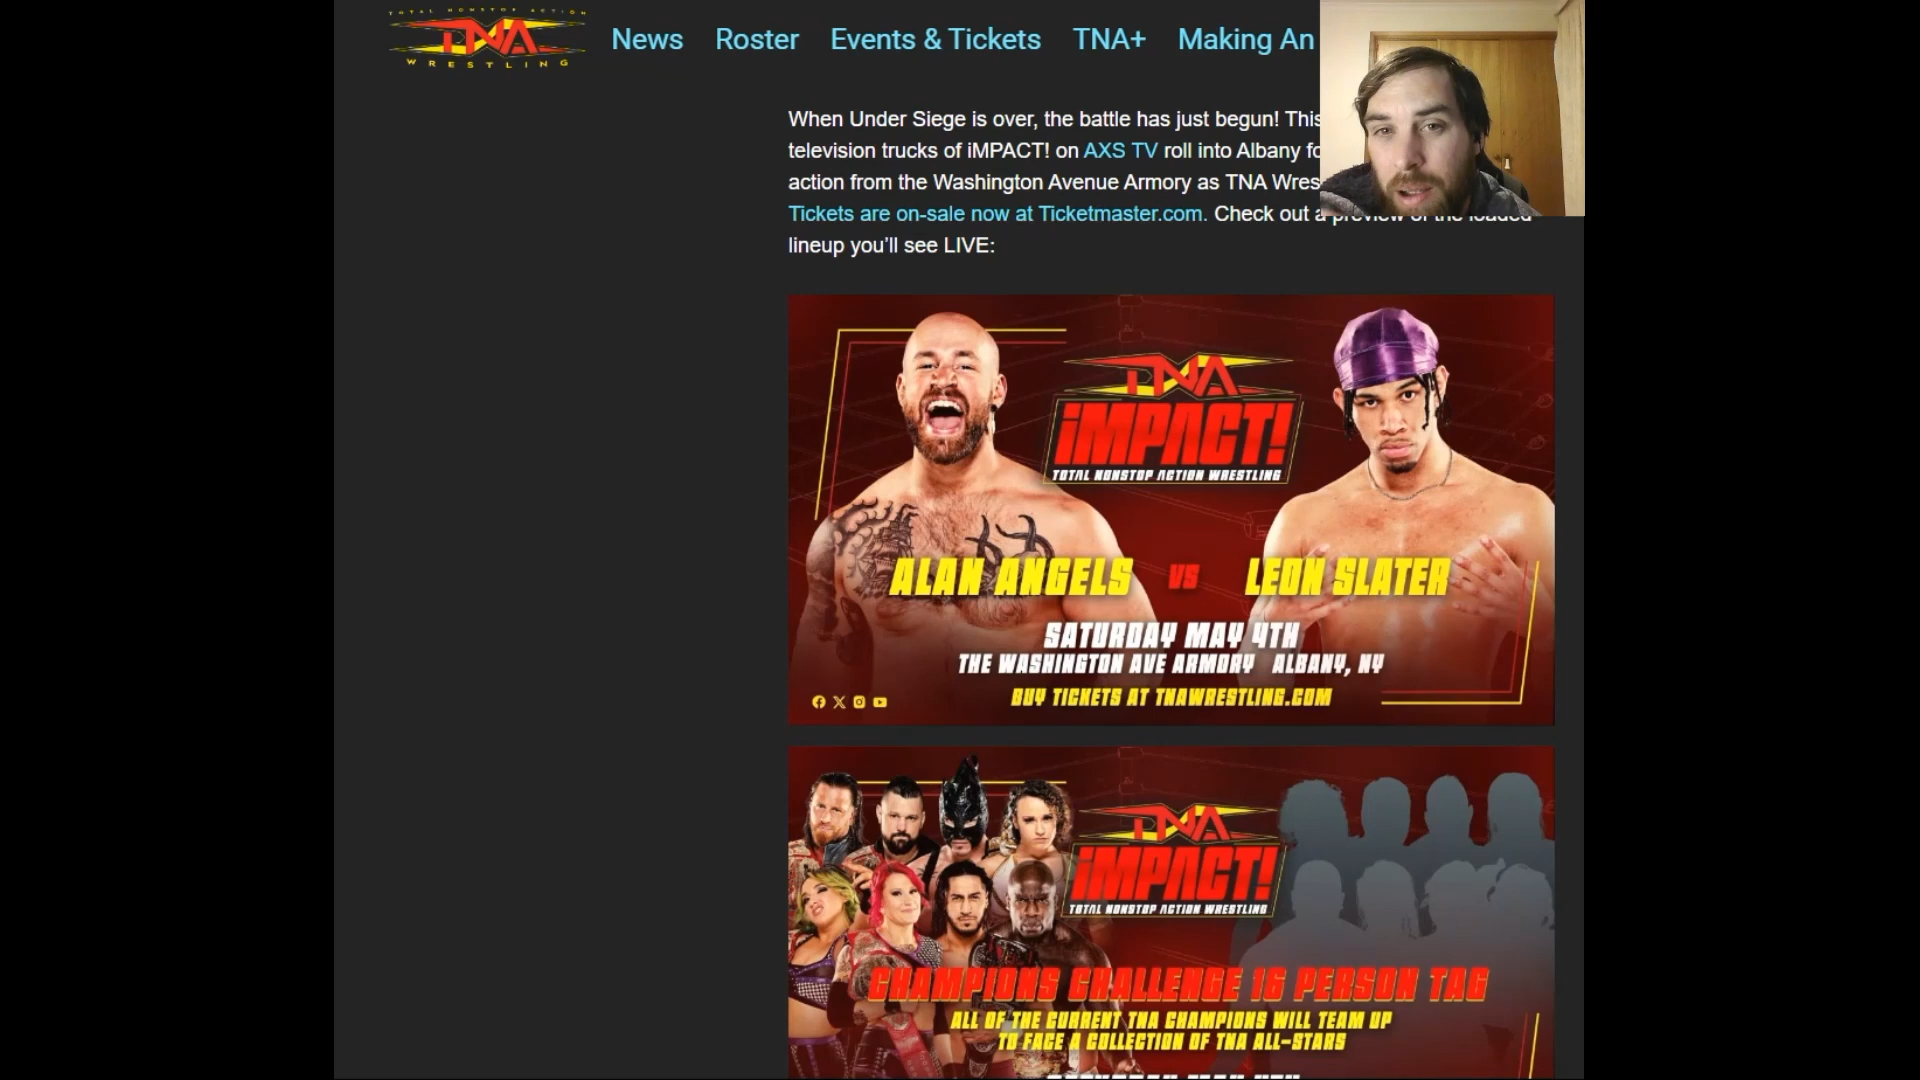 TOTAL NONSTOP ACTION
TNA
WRESTLING
News Roster Events & Tickets TNA+ Making An
When Under Siege is over, the battle has just begun! This
television trucks of iMPACT! on AXS TV roll into Albany fo
action from the Washington Avenue Armory as TNA Wres
Tickets are on-sale now at Ticketmaster.com. Check out a preview of the loaded
lineup you'll see LIVE:
TNA
iMPACT!
TOTAL NONSTOP ACTION WRESTLING
ALAN ANGELS VS LEON SLATER
SATURDAY MAY 4TH
THE WASHINGTON AVE ARMORY ALBANY, NY
BUY TICKETS AT TNAWRESTLING.COM
TNA
iMPACT!
TOTAL NONSTOP ACTION WRESTLING
CHAMPIONS CHALLENGE 16 PERSON TAG
ALL OF THE CURRENT TNA CHAMPIONS WILL TEAM UP
TO FACE A COLLECTION OF TNA ALL-STARS